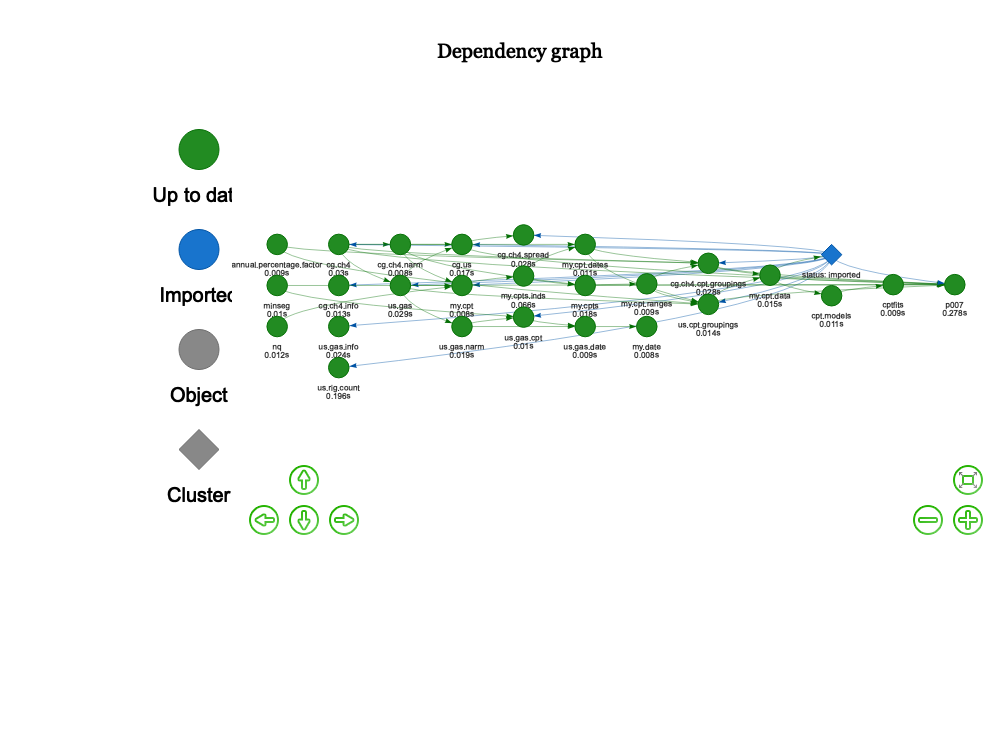 Dependency graph
Up to dat
Imported
Object
Cluster
annual.percentage.factor
0.009s
cg.ch4
0.03s
cg.ch4.narm
0.008s
cg.us
0.017s
cg.ch4.spread
0.028s
my.cpt.dates
0.011s
cg.ch4.cpt.groupings
0.028s
my.cpt.data
0.015s
status: imported
minseg
0.01s
cg.ch4.info
0.013s
us.gas
0.029s
my.cpt
0.008s
my.cpts.inds
0.066s
my.cpts
0.018s
my.cpt.ranges
0.009s
us.cpt.groupings
0.014s
cpt.models
0.011s
cptfits
0.009s
p007
0.278s
nq
0.012s
us.gas.info
0.024s
us.gas.narm
0.019s
us.gas.cpt
0.01s
us.gas.date
0.009s
my.date
0.008s
us.rig.count
0.196s